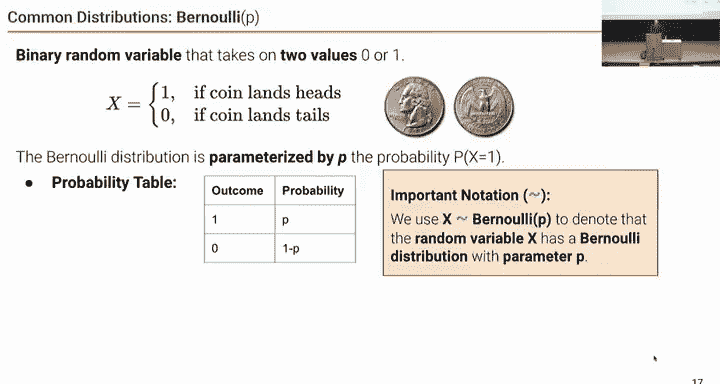 Common Distributions: Bernoulli(p)
Binary random variable that takes on two values 0 or 1.
X = { 1, if coin lands heads
0, if coin lands tails
The Bernoulli distribution is parameterized by p the probability P(X=1).
● Probability Table:
Outcome Probability
1 p
0 1-p
Important Notation (~):
We use X ~ Bernoulli(p) to denote that
the random variable X has a Bernoulli
distribution with parameter p.
17